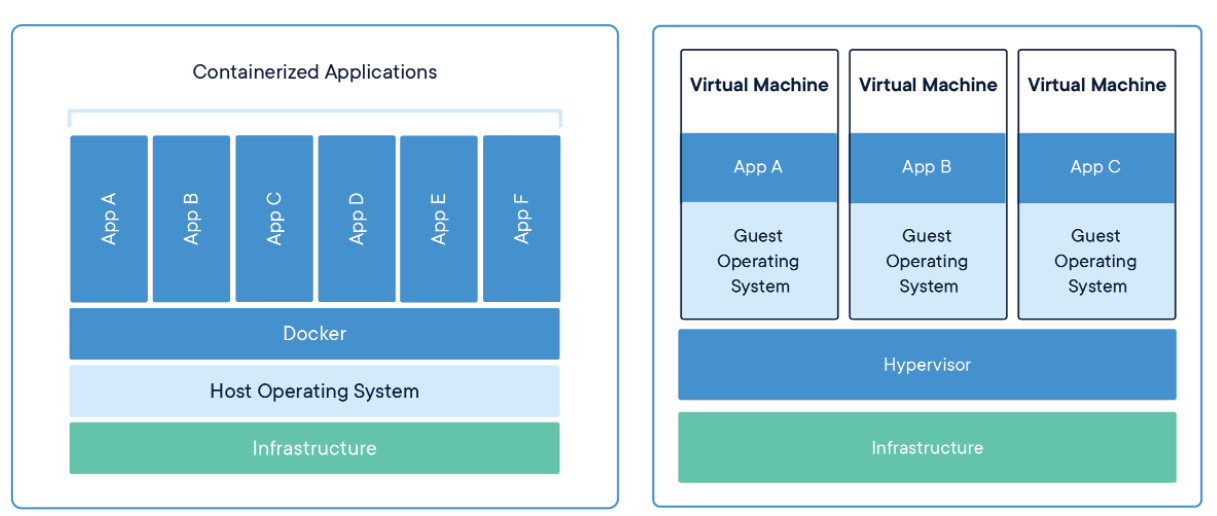 Containerized Applications
App A
App B
App C
App D
App E
App F
Docker
Host Operating System
Infrastructure
Virtual Machine
App A
Guest
Operating
System
Virtual Machine
App B
Guest
Operating
System
Virtual Machine
App C
Guest
Operating
System
Hypervisor
Infrastructure